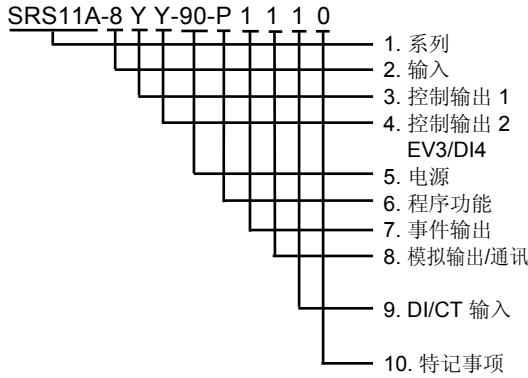 SRS11A-8 Y Y-90-P 1 1 1 0
1. 系列
2. 输入
3. 控制输出 1
4. 控制输出 2
EV3/DI4
5. 电源
6. 程序功能
7. 事件输出
8. 模拟输出/通讯
9. DI/CT 输入
10. 特记事项